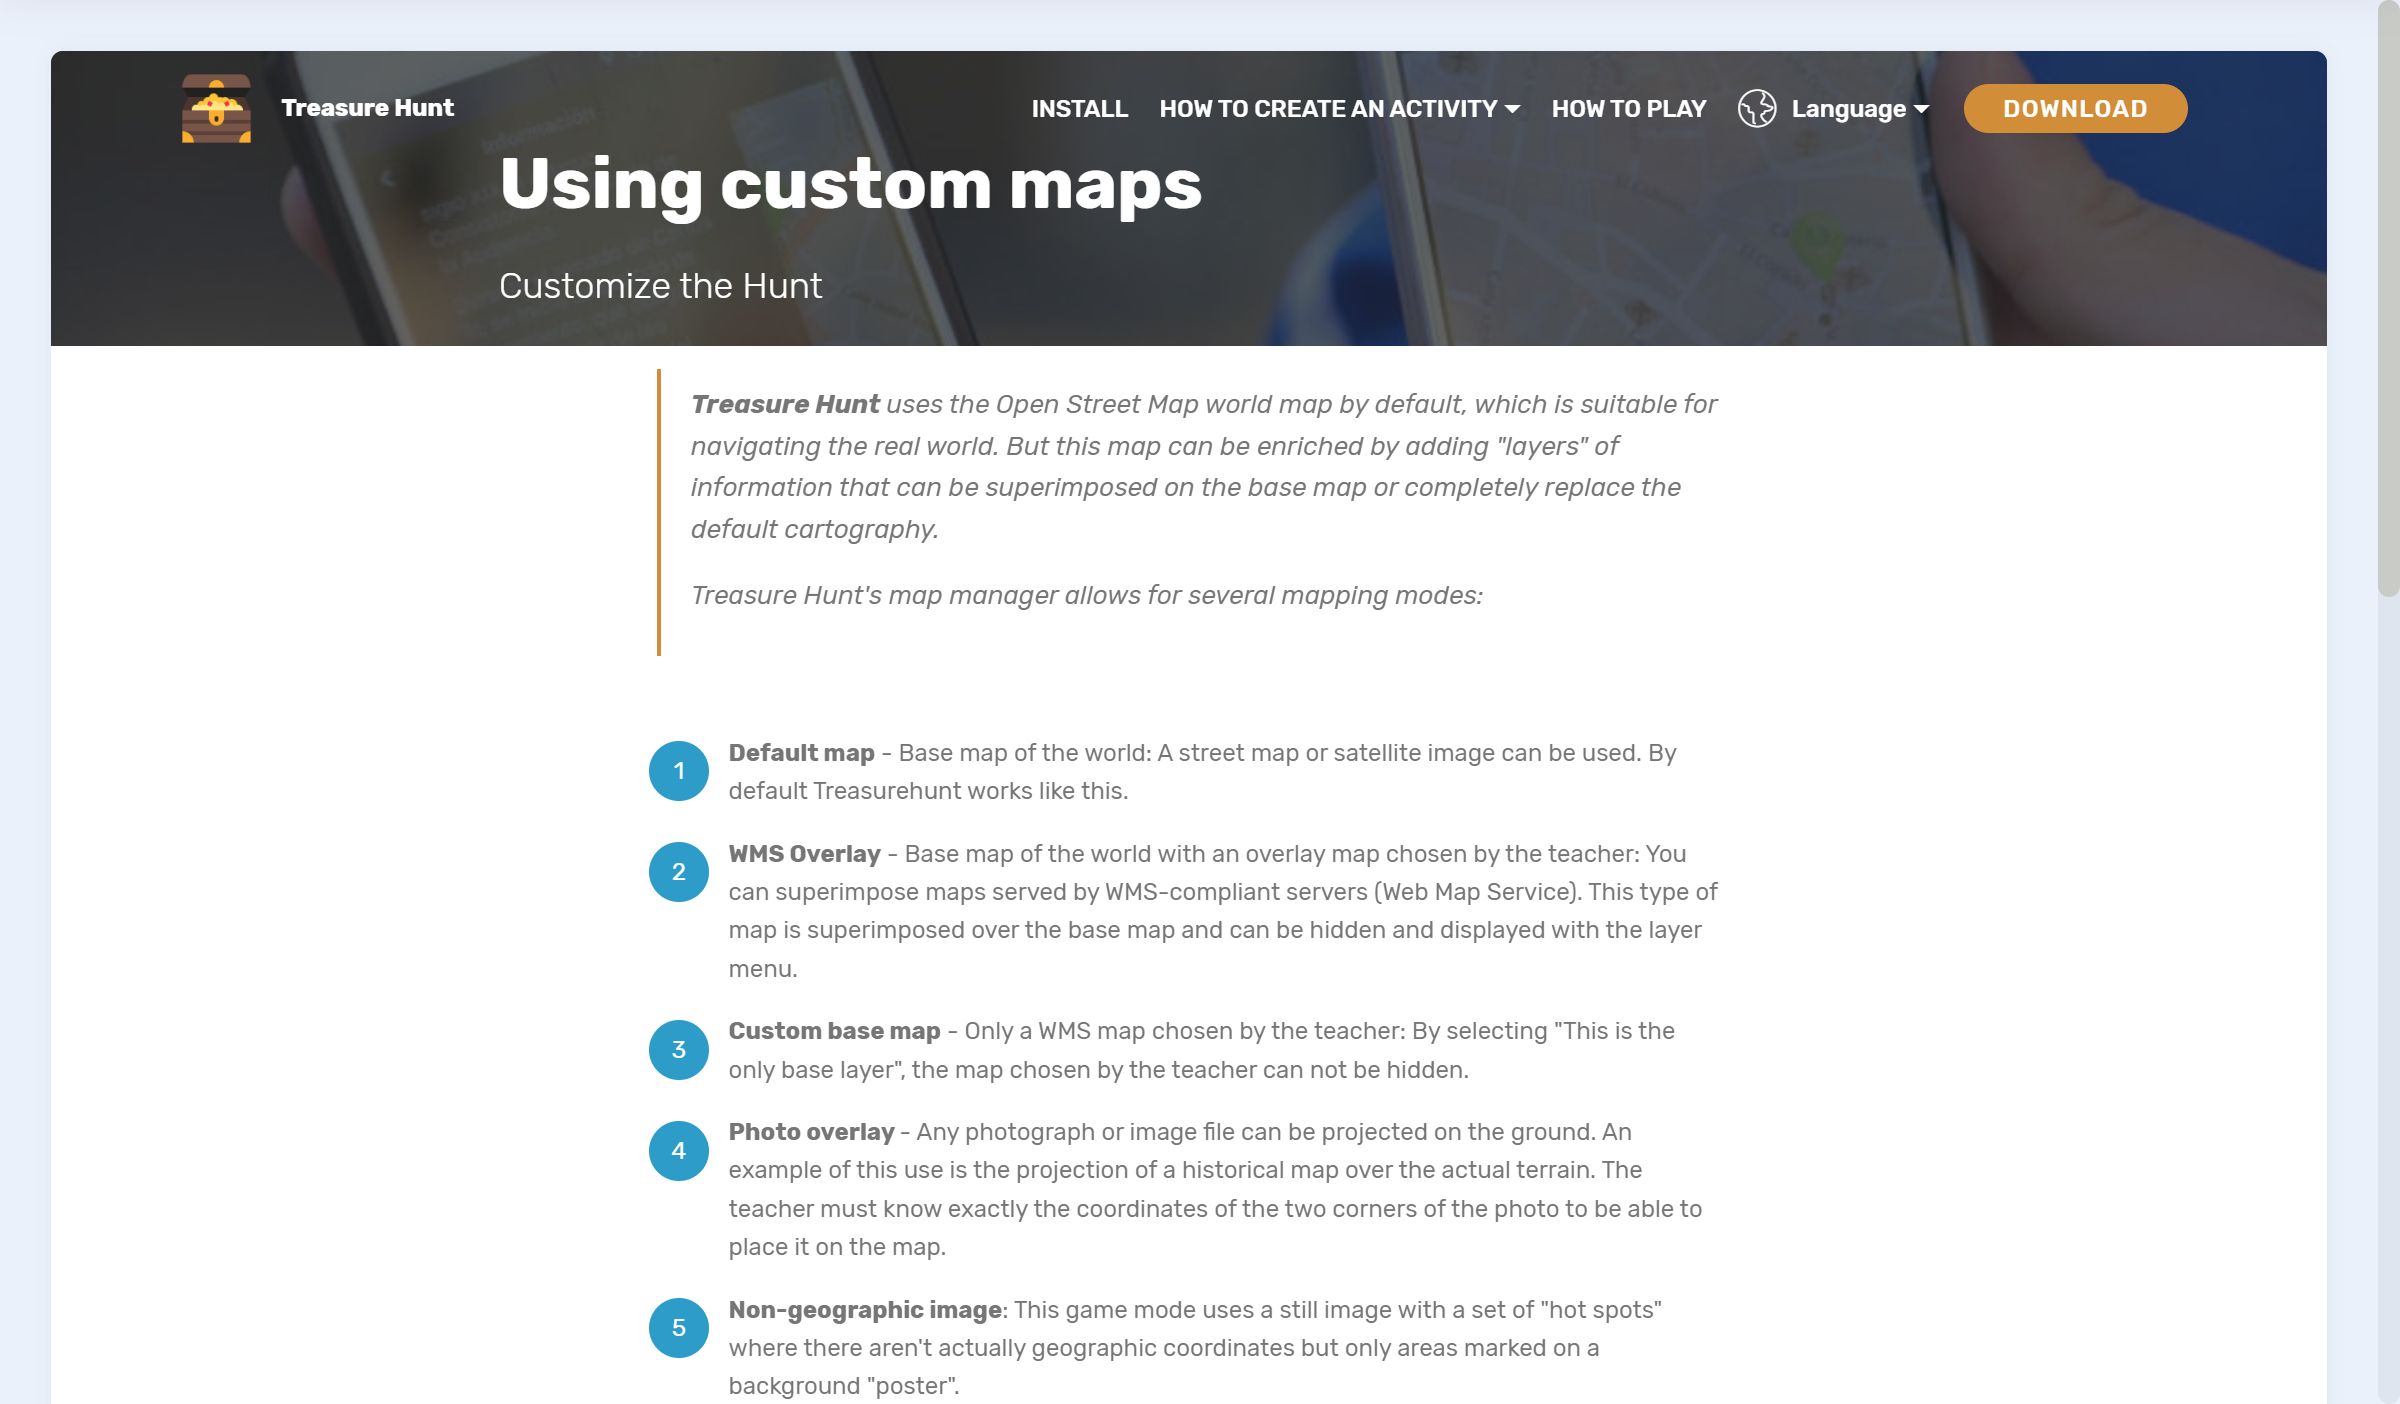 Treasure Hunt
INSTALL HOW TO CREATE AN ACTIVITY HOW TO PLAY Language DOWNLOAD
Using custom maps
Customize the Hunt
Treasure Hunt uses the Open Street Map world map by default, which is suitable for
navigating the real world. But this map can be enriched by adding "layers" of
information that can be superimposed on the base map or completely replace the
default cartography.
Treasure Hunt's map manager allows for several mapping modes:
1 Default map - Base map of the world: A street map or satellite image can be used. By
default Treasurehunt works like this.
2 WMS Overlay - Base map of the world with an overlay map chosen by the teacher: You
can superimpose maps served by WMS-compliant servers (Web Map Service). This type of
map is superimposed over the base map and can be hidden and displayed with the layer
menu.
3 Custom base map - Only a WMS map chosen by the teacher: By selecting "This is the
only base layer", the map chosen by the teacher can not be hidden.
4 Photo overlay - Any photograph or image file can be projected on the ground. An
example of this use is the projection of a historical map over the actual terrain. The
teacher must know exactly the coordinates of the two corners of the photo to be able to
place it on the map.
5 Non-geographic image: This game mode uses a still image with a set of "hot spots"
where there aren't actually geographic coordinates but only areas marked on a
background "poster".